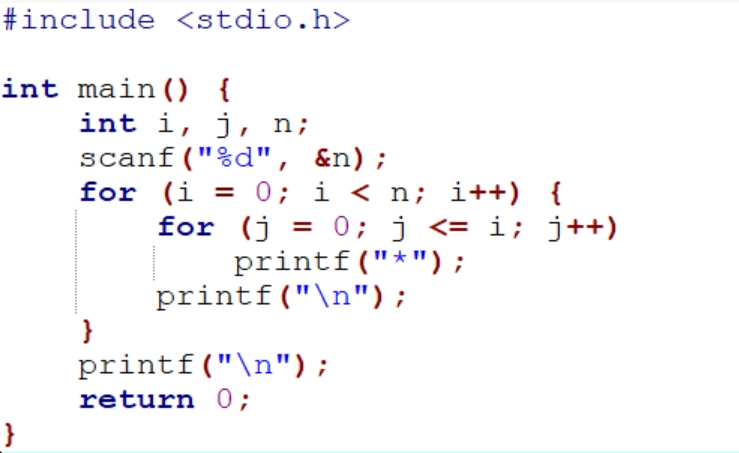 #include <stdio.h>

int main() {
    int i, j, n;
    scanf("%d", &n);
    for (i = 0; i < n; i++) {
        for (j = 0; j <= i; j++)
            printf("*");
        printf("\n");
    }
    printf("\n");
    return 0;
}